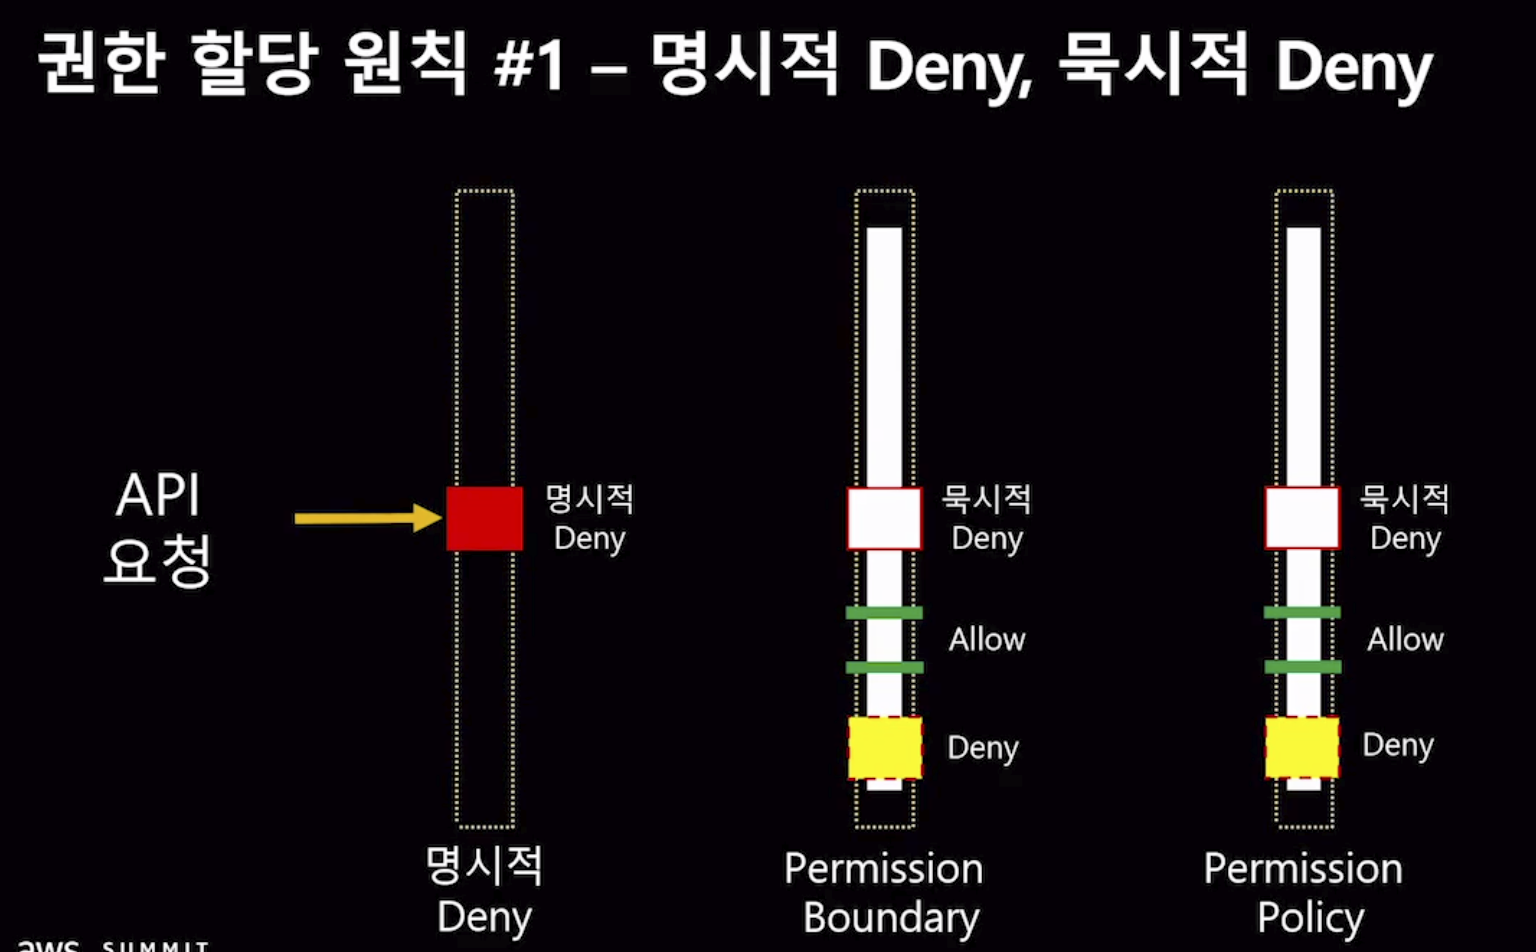 권한 할당 원칙 #1 – 명시적 Deny, 묵시적 Deny
API
요청
명시적
Deny
묵시적
Deny
Allow
Deny
묵시적
Deny
Allow
Deny
명시적
Deny
Permission
Boundary
Permission
Policy
aws SUMMIT